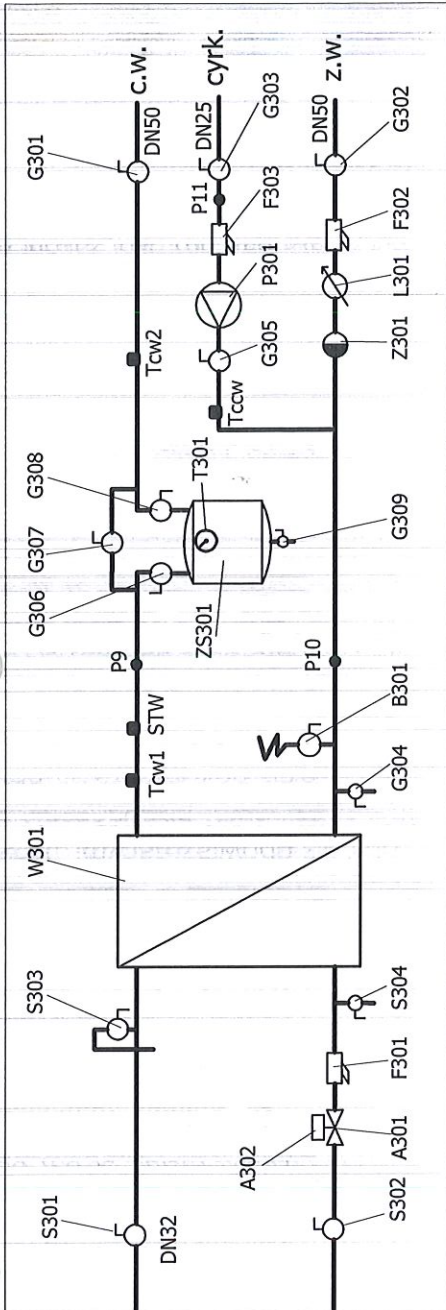 G301
c.w.
DN50
cyrk.
DN25
G303
z.w.
DN50
G302
P11
F303
F302
P301
L301
G305
Z301
Tcw2
Tccw
G308
T301
G307
G309
G306
ZS301
P9
P10
STW
B301
Tcw1
G304
W301
S303
S304
F301
A302
A301
S301
DN32
S302